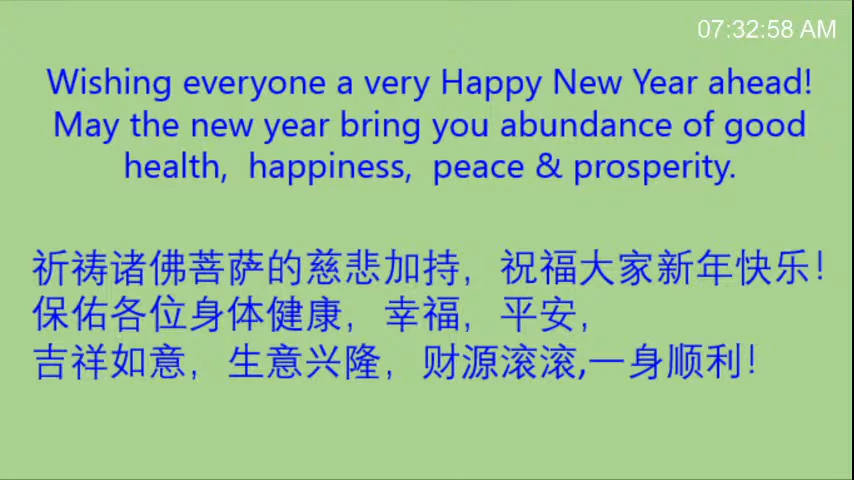 07:32:58 AM
Wishing everyone a very Happy New Year ahead!
May the new year bring you abundance of good
health,  happiness,  peace & prosperity.
祈祷诸佛菩萨的慈悲加持，祝福大家新年快乐！
保佑各位身体健康，幸福，平安，
吉祥如意，生意兴隆，财源滚滚,一身顺利！